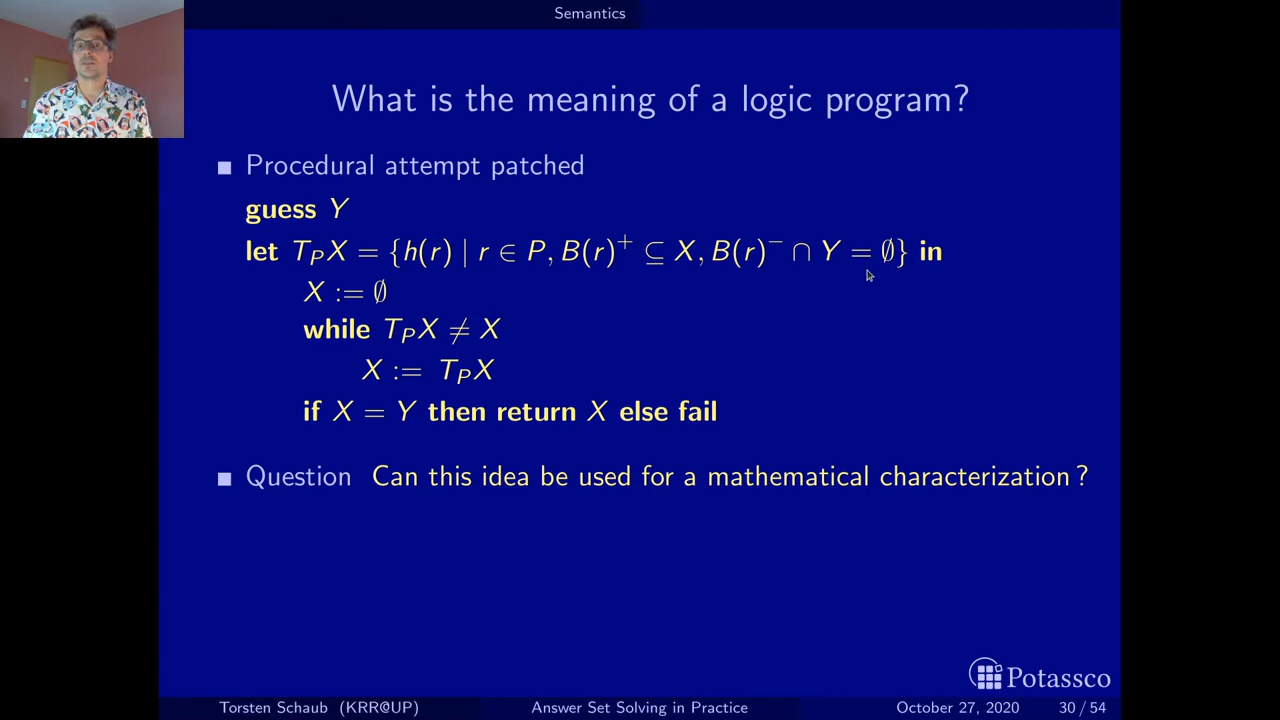 Semantics
What is the meaning of a logic program?
Procedural attempt patched
guess Y
let T_P X = {h(r) | r ∈ P, B(r)⁺ ⊆ X, B(r)⁻ ∩ Y = ∅} in
X := ∅
while T_P X ≠ X
X := T_P X
if X = Y then return X else fail
Question Can this idea be used for a mathematical characterization ?
Potassco
Torsten Schaub (KRR@UP) Answer Set Solving in Practice October 27, 2020 30 / 54